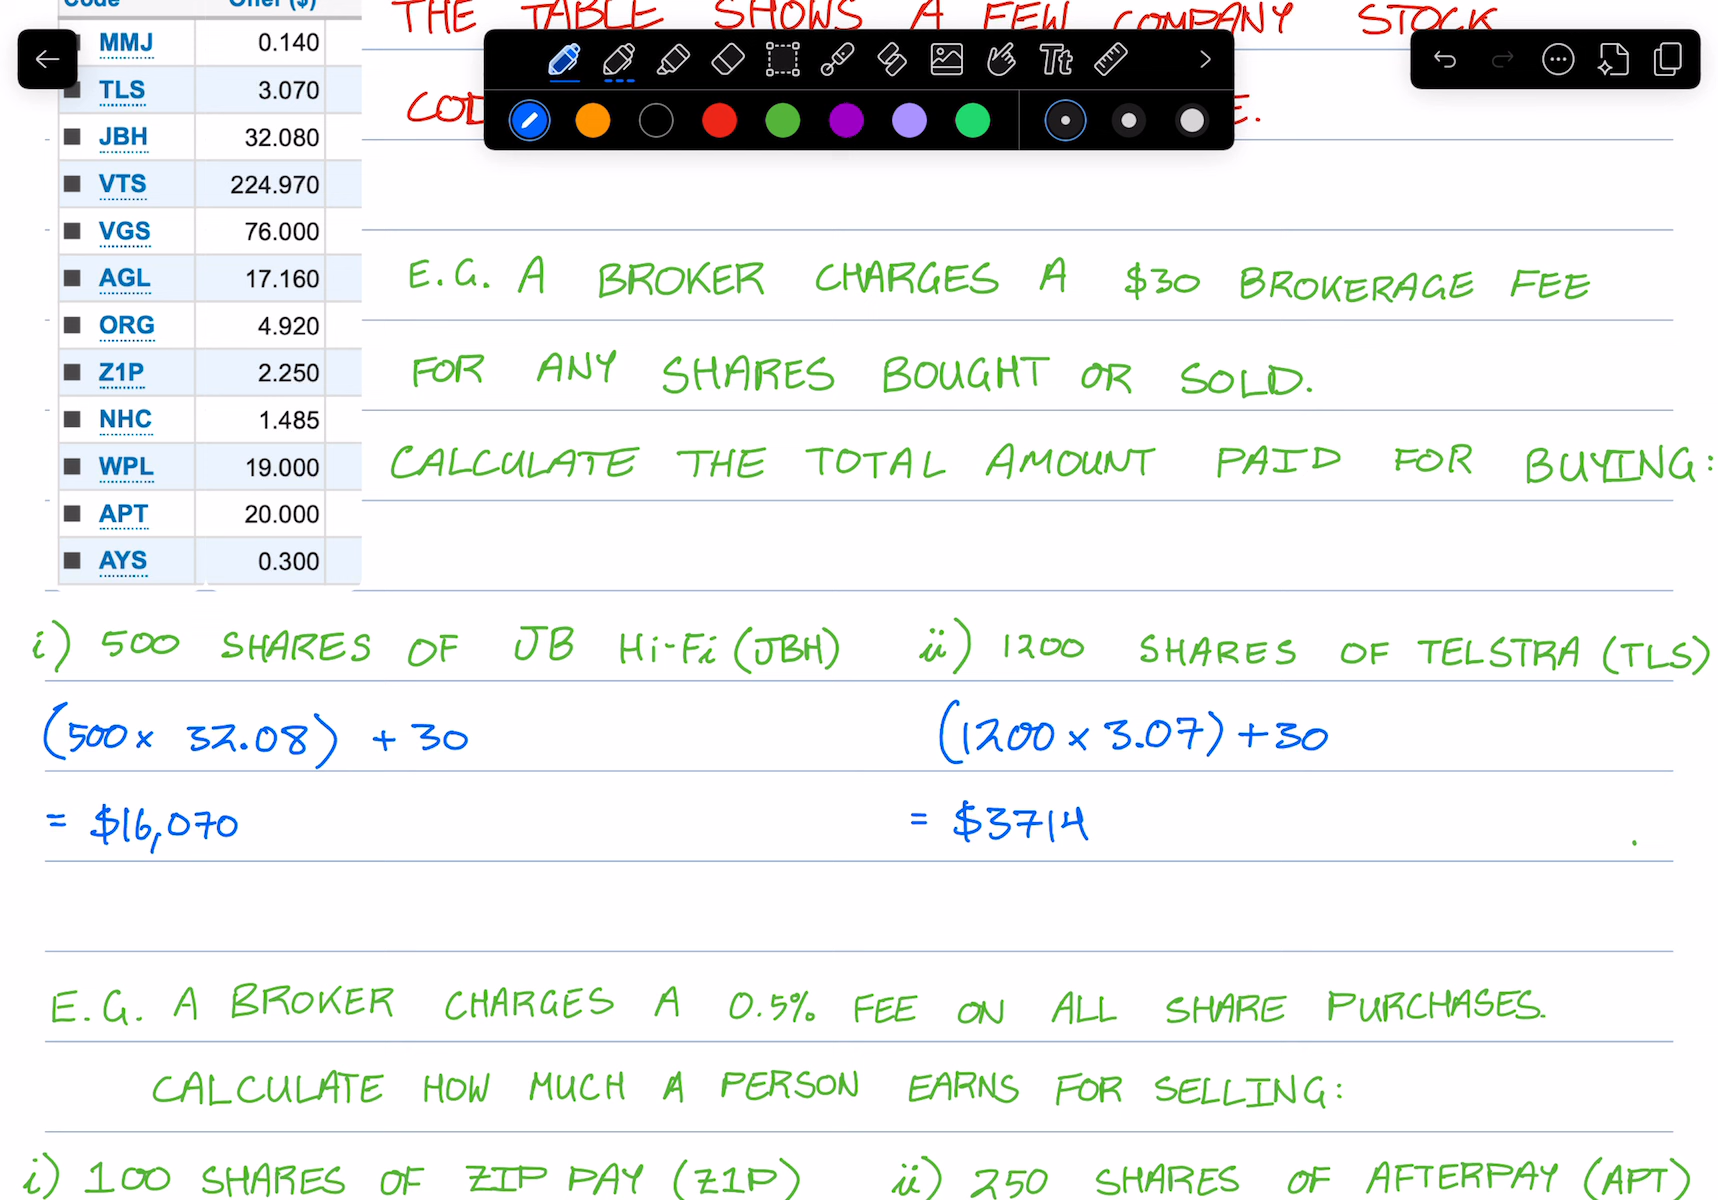 Code Offer ($)
MMJ 0.140
TLS 3.070
JBH 32.080
VTS 224.970
VGS 76.000
AGL 17.160
ORG 4.920
Z1P 2.250
NHC 1.485
WPL 19.000
APT 20.000
AYS 0.300
THE TABLE SHOWS A FEW COMPANY STOCK
COD E.
Tt
E.G. A BROKER CHARGES A $30 BROKERAGE FEE
FOR ANY SHARES BOUGHT OR SOLD.
CALCULATE THE TOTAL AMOUNT PAID FOR BUYING:
i) 500 SHARES OF JB Hi-Fi (JBH)
(500 x 32.08) + 30
= $16,070
ii) 1200 SHARES OF TELSTRA (TLS)
(1200 x 3.07) + 30
= $3714
E.G. A BROKER CHARGES A 0.5% FEE ON ALL SHARE PURCHASES.
CALCULATE HOW MUCH A PERSON EARNS FOR SELLING:
i) 100 SHARES OF ZIP PAY (Z1P)
ii) 250 SHARES OF AFTERPAY (APT)